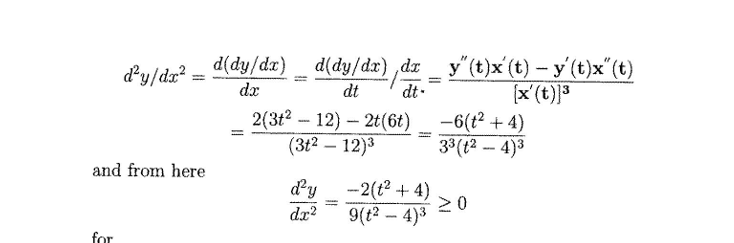 d²y/dx² = d(dy/dx)/dx = d(dy/dt)/dt / dx/dt. = y″(t)x′(t) − y′(t)x″(t)/[x′(t)]³
= 2(3t² − 12) − 2t(6t)/(3t² − 12)³ = −6(t² + 4)/3³(t² − 4)³
and from here
d²y/dx² = −2(t² + 4)/9(t² − 4)³ ≥ 0
for